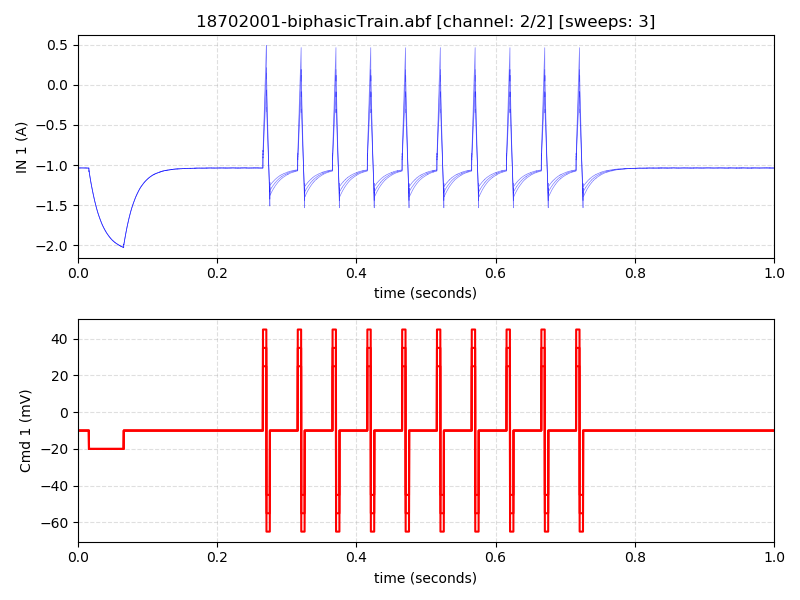 18702001-biphasicTrain.abf [channel: 2/2] [sweeps: 3]
IN 1 (A)
0.5
0.0
−0.5
−1.0
−1.5
−2.0
0.0 0.2 0.4 0.6 0.8 1.0
time (seconds)
Cmd 1 (mV)
40
20
0
−20
−40
−60
0.0 0.2 0.4 0.6 0.8 1.0
time (seconds)